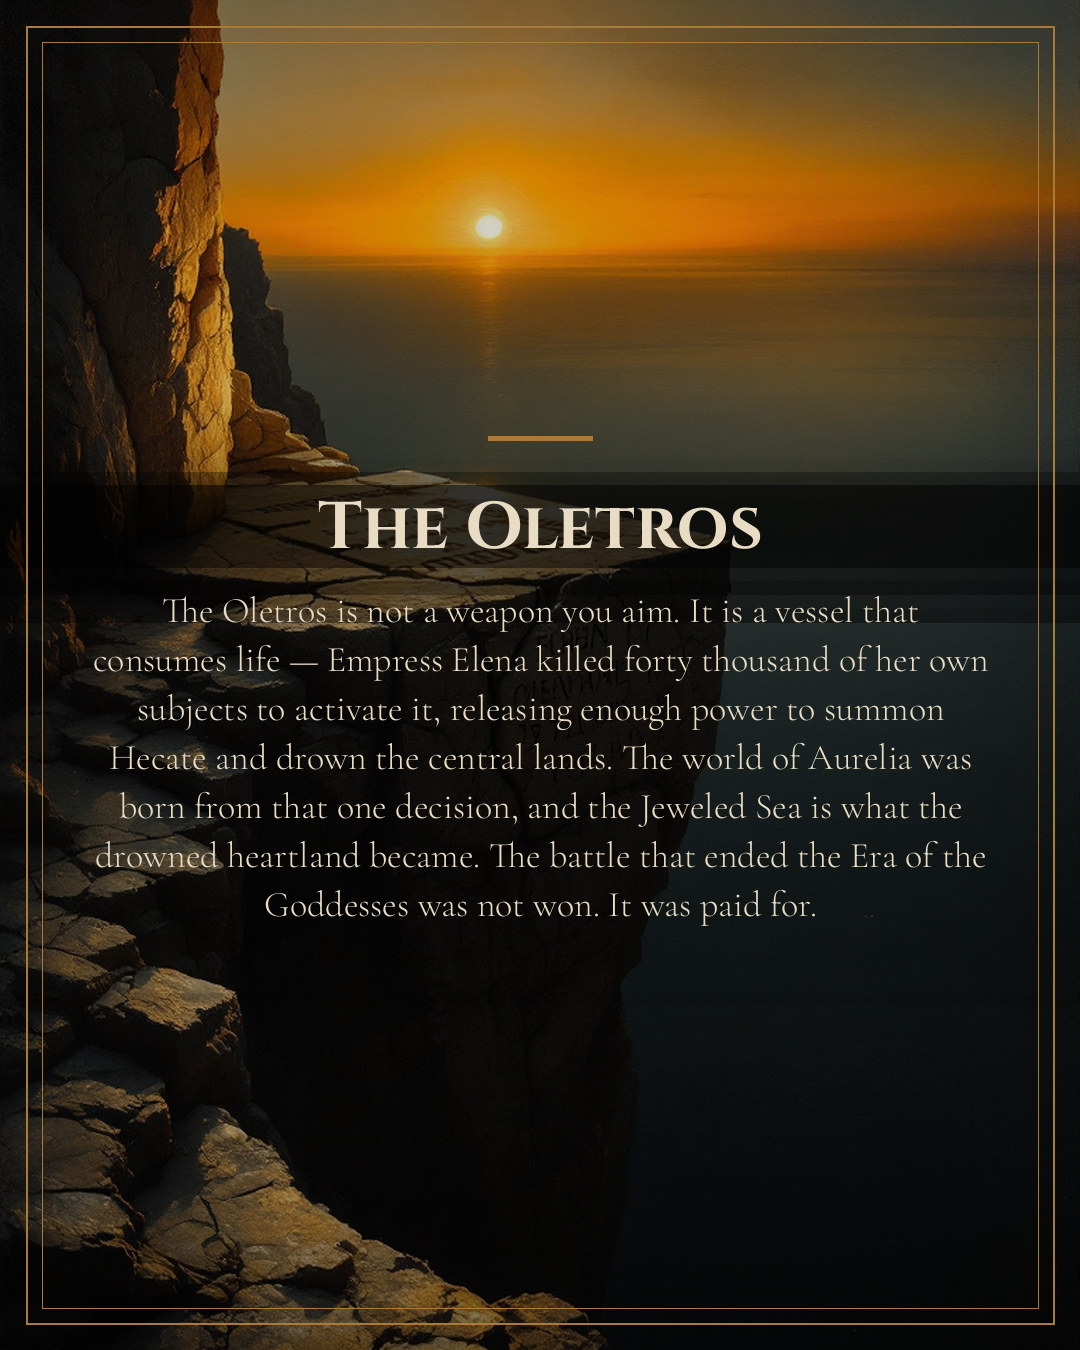 The Oletros
The Oletros is not a weapon you aim. It is a vessel that
consumes life — Empress Elena killed forty thousand of her own
subjects to activate it, releasing enough power to summon
Hecate and drown the central lands. The world of Aurelia was
born from that one decision, and the Jeweled Sea is what the
drowned heartland became. The battle that ended the Era of the
Goddesses was not won. It was paid for.